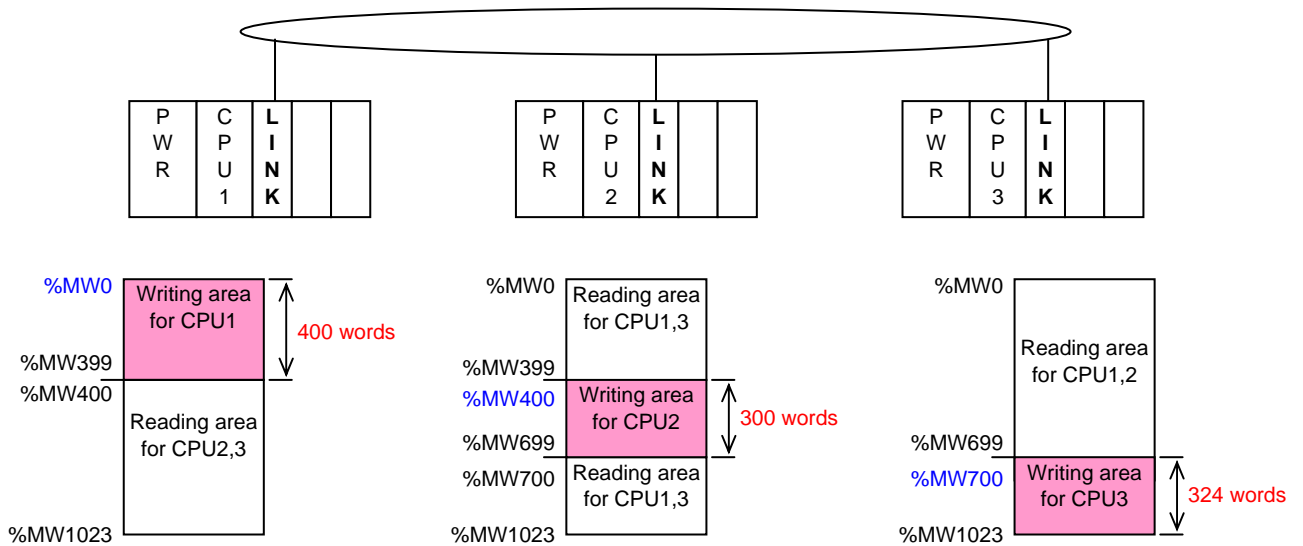 P
W
R
C
P
U
1
L
I
N
K
P
W
R
C
P
U
2
L
I
N
K
P
W
R
C
P
U
3
L
I
N
K
%MW0
Writing area
for CPU1
400 words
%MW399
%MW400
Reading area
for CPU2,3
%MW1023
%MW0
Reading area
for CPU1,3
%MW399
%MW400
Writing area
for CPU2
300 words
%MW699
%MW700
Reading area
for CPU1,3
%MW1023
%MW0
Reading area
for CPU1,2
%MW699
%MW700
Writing area
for CPU3
324 words
%MW1023